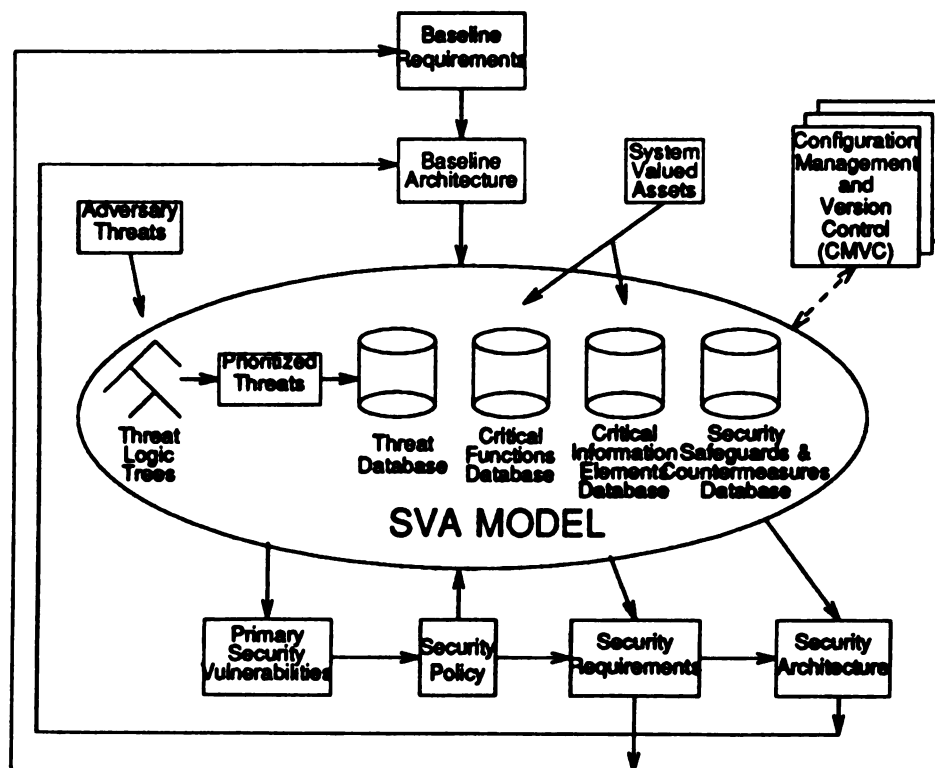 Baseline
Requirements
Baseline
Architecture
System
Valued
Assets
Configuration
Management
and
Version
Control
(CMVC)
Adversary
Threats
Prioritized
Threats
Threat
Logic
Trees
Threat
Database
Critical
Functions
Database
Critical
Information
Elements
Database
Security
Safeguards &
Countermeasures
Database
SVA MODEL
Primary
Security
Vulnerabilities
Security
Policy
Security
Requirements
Security
Architecture